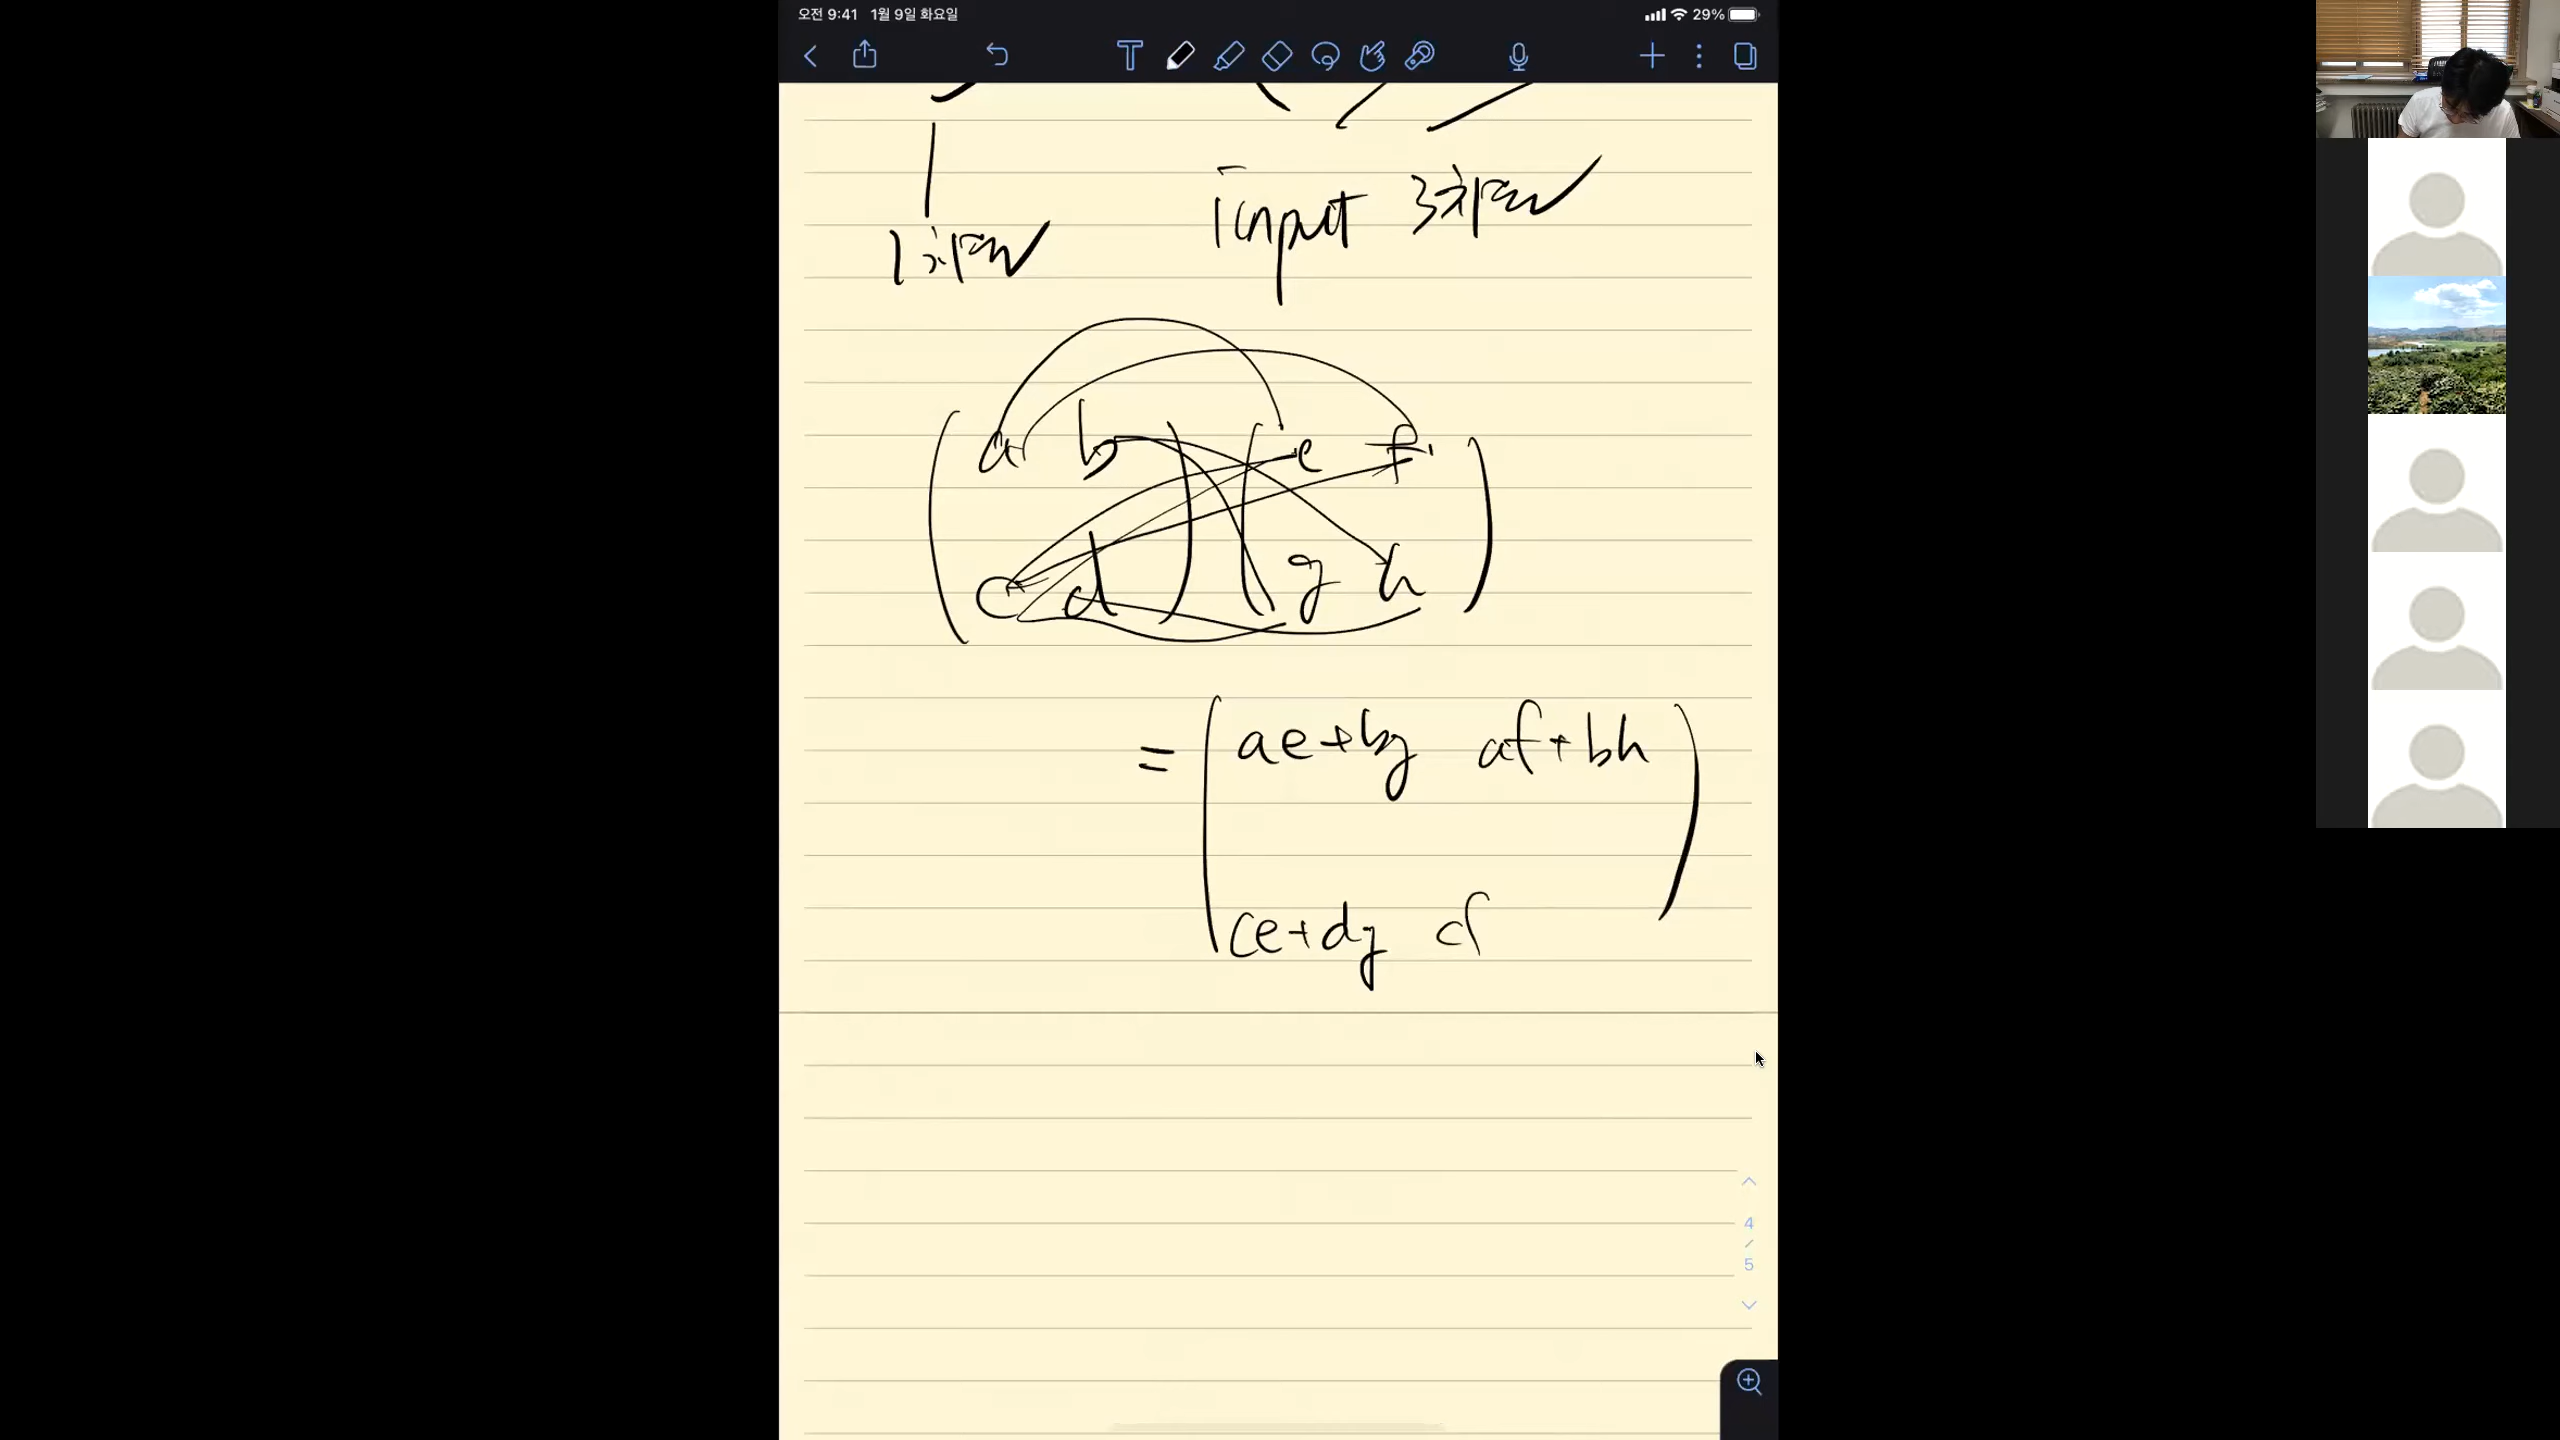 오전 9:41 1월 9일 화요일 29%
input 3차원
1차원
( a b ) ( e f )
( c d ) ( g h )
= ( ae+bg af+bh )
( ce+dg cf
4
/
5